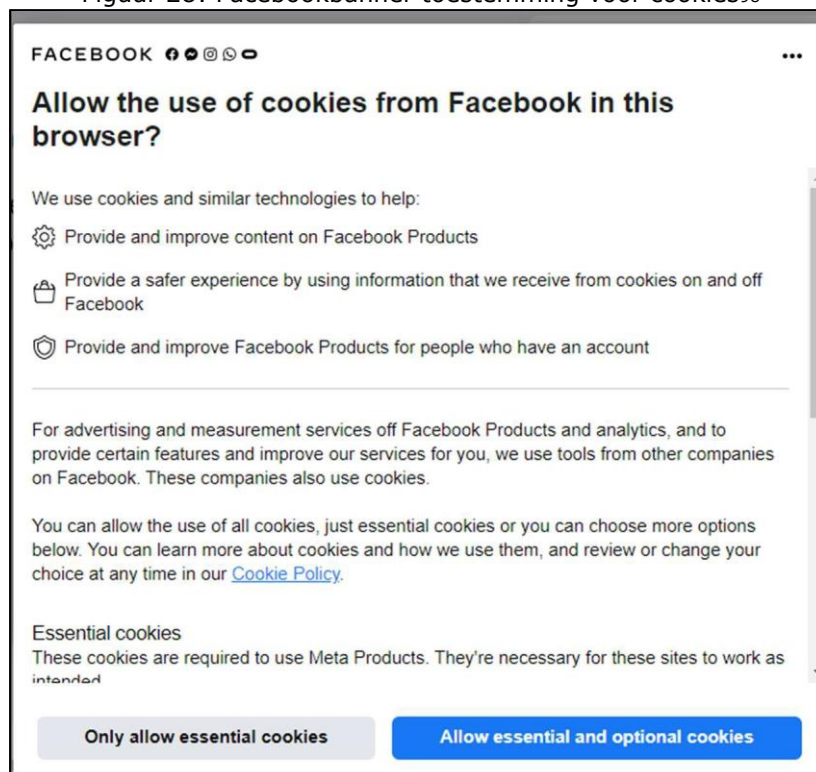 Figuur 28: Facebookbanner toestemming voor cookies
FACEBOOK
Allow the use of cookies from Facebook in this
browser?
We use cookies and similar technologies to help:
Provide and improve content on Facebook Products
Provide a safer experience by using information that we receive from cookies on and off
Facebook
Provide and improve Facebook Products for people who have an account
For advertising and measurement services off Facebook Products and analytics, and to
provide certain features and improve our services for you, we use tools from other companies
on Facebook. These companies also use cookies.
You can allow the use of all cookies, just essential cookies or you can choose more options
below. You can learn more about cookies and how we use them, and review or change your
choice at any time in our Cookie Policy.
Essential cookies
These cookies are required to use Meta Products. They're necessary for these sites to work as
intended
Only allow essential cookies
Allow essential and optional cookies